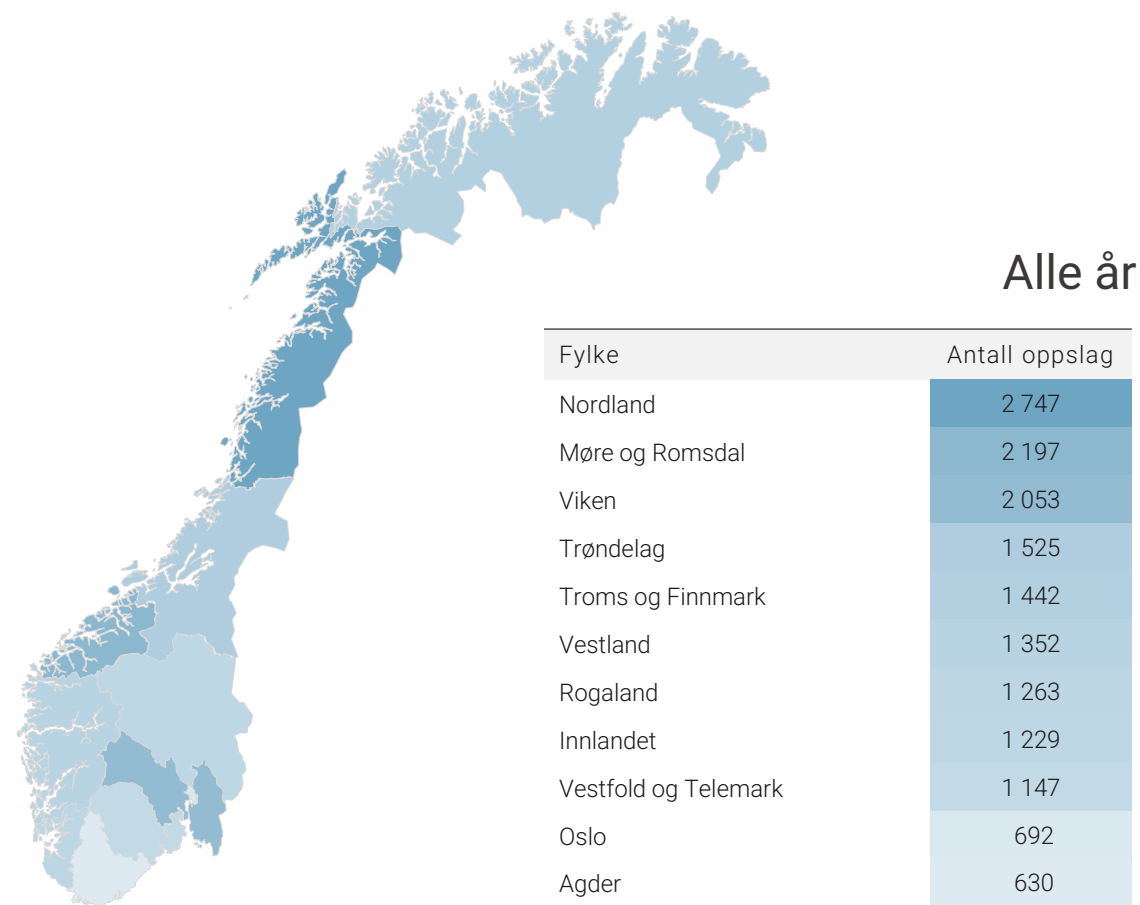 Alle år
Fylke Antall oppslag
Nordland 2 747
Møre og Romsdal 2 197
Viken 2 053
Trøndelag 1 525
Troms og Finnmark 1 442
Vestland 1 352
Rogaland 1 263
Innlandet 1 229
Vestfold og Telemark 1 147
Oslo 692
Agder 630